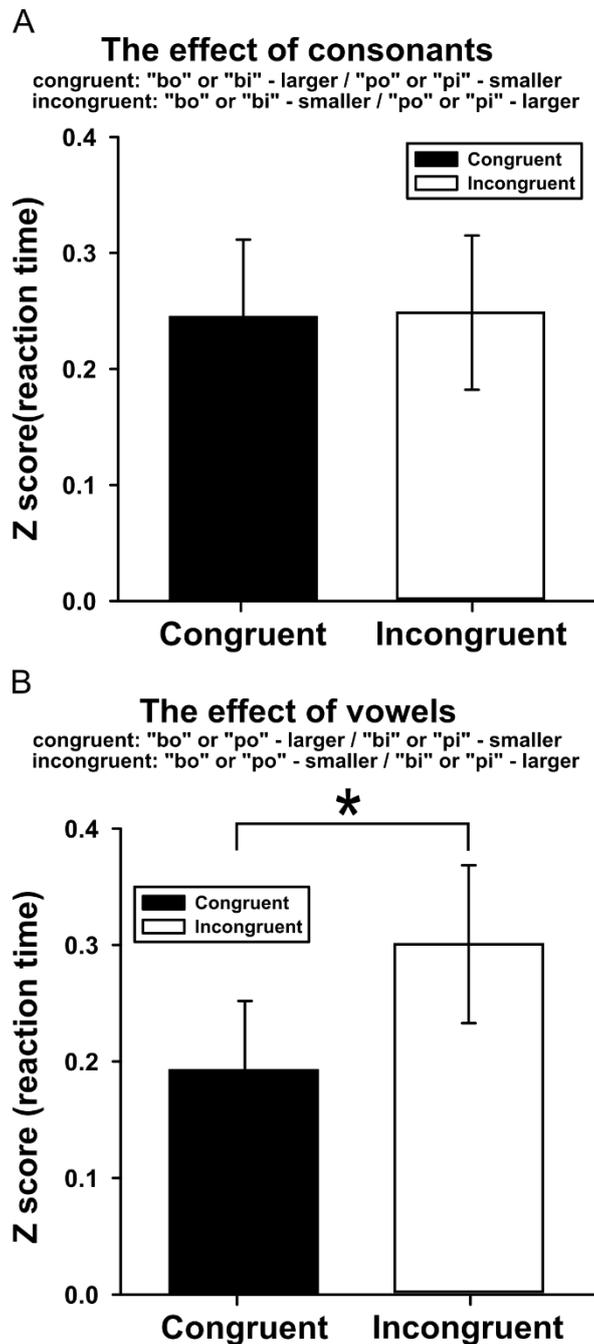 A
The effect of consonants
congruent: "bo" or "bi" - larger / "po" or "pi" - smaller
incongruent: "bo" or "bi" - smaller / "po" or "pi" - larger
Z score(reaction time)
0.4
0.3
0.2
0.1
0.0
Congruent
Incongruent
Congruent Incongruent
B
The effect of vowels
congruent: "bo" or "po" - larger / "bi" or "pi" - smaller
incongruent: "bo" or "po" - smaller / "bi" or "pi" - larger
*
Z score (reaction time)
0.4
0.3
0.2
0.1
0.0
Congruent
Incongruent
Congruent Incongruent